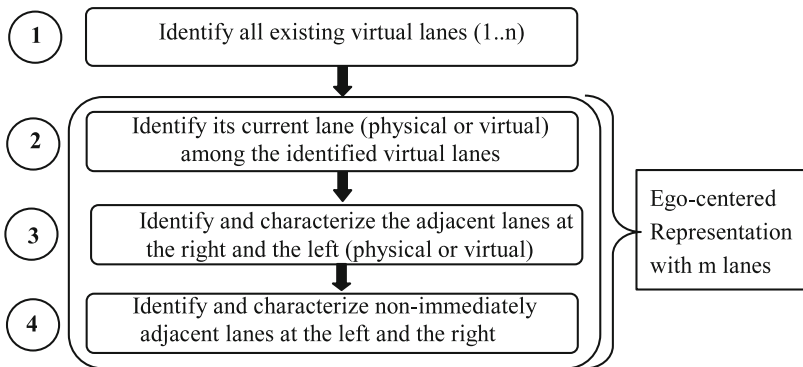 1
Identify all existing virtual lanes (1..n)
2
Identify its current lane (physical or virtual)
among the identified virtual lanes
3
Identify and characterize the adjacent lanes at
the right and the left (physical or virtual)
4
Identify and characterize non-immediately
adjacent lanes at the left and the right
Ego-centered
Representation
with m lanes